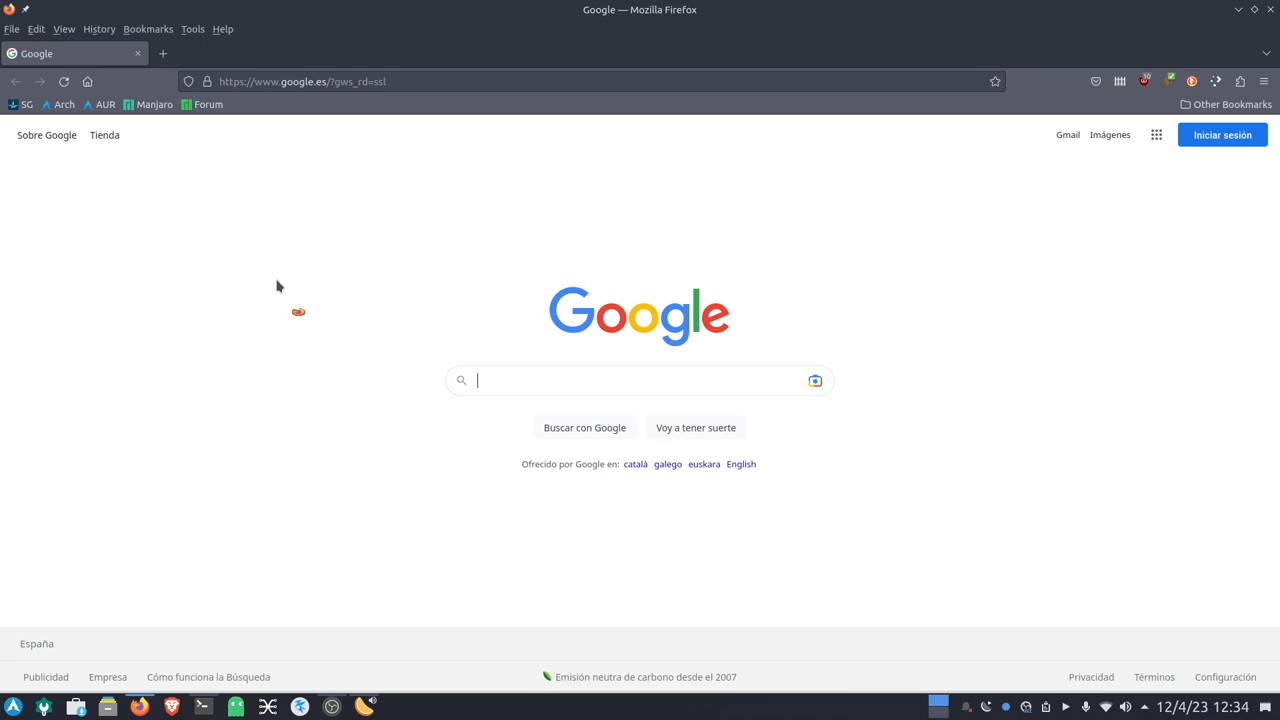 Google — Mozilla Firefox
File Edit View History Bookmarks Tools Help
Google
https://www.google.es/?gws_rd=ssl
10
SG Arch AUR Manjaro Forum Other Bookmarks
Sobre Google Tienda Gmail Imágenes Iniciar sesión
Google
Buscar con Google Voy a tener suerte
Ofrecido por Google en: català galego euskara English
España
Publicidad Empresa Cómo funciona la Búsqueda Emisión neutra de carbono desde el 2007 Privacidad Términos Configuración
12/4/23 12:34